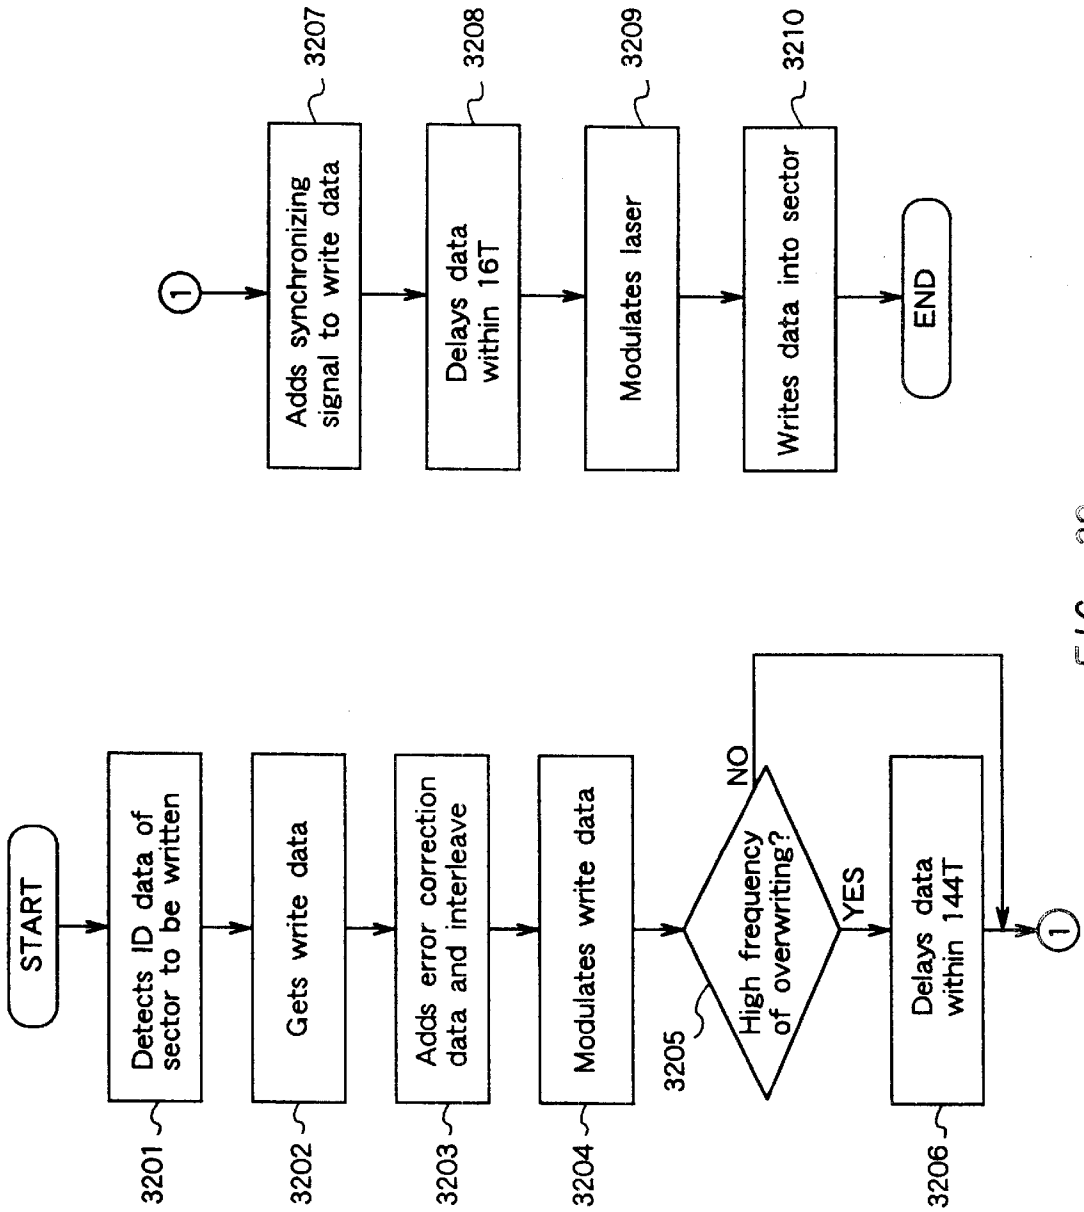 START
3201
Detects ID data of
sector to be written
3202
Gets write data
3203
Adds error correction
data and interleave
3204
Modulates write data
3205
High frequency
of overwriting?
NO
YES
3206
Delays data
within 144T
1
1
3207
Adds synchronizing
signal to write data
3208
Delays data
within 16T
3209
Modulates laser
3210
Writes data into sector
END